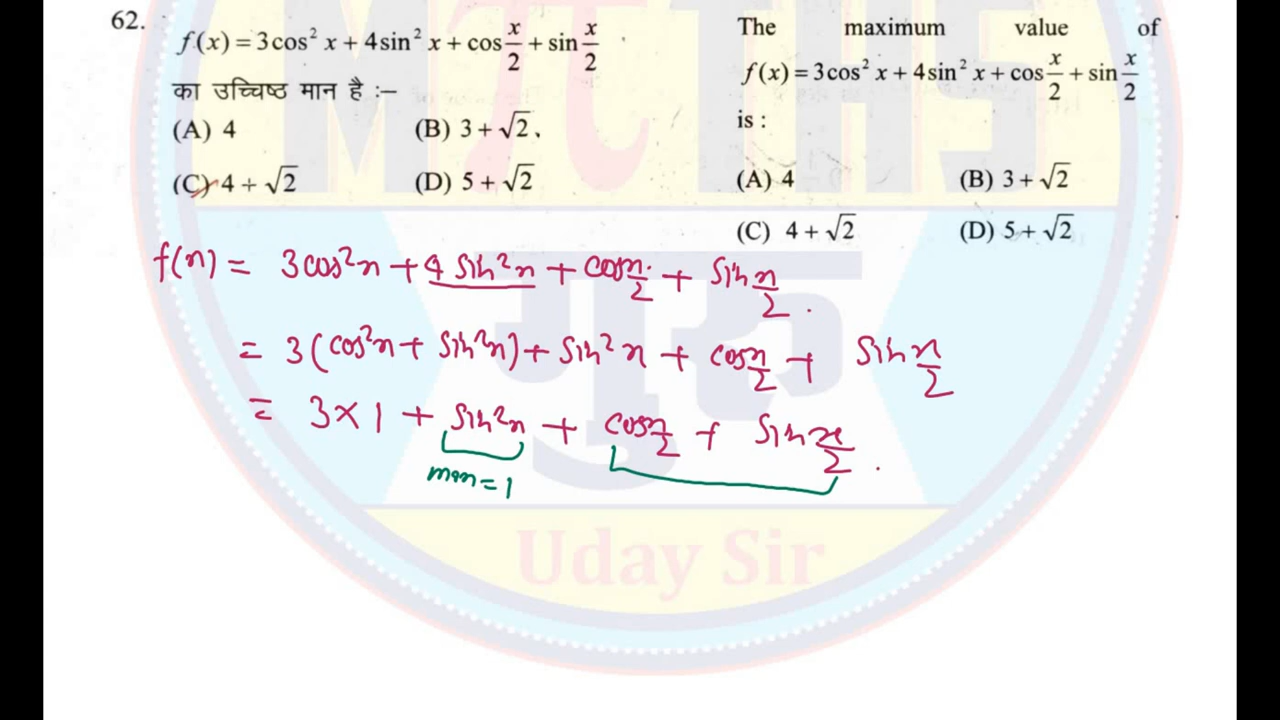 62.
f(x) = 3cos² x + 4sin² x + cos x/2 + sin x/2
का उच्चिष्ठ मान है :–
(A) 4 (B) 3 + √2
(C) 4 + √2 (D) 5 + √2
The maximum value of
f(x) = 3cos² x + 4sin² x + cos x/2 + sin x/2
is :
(A) 4 (B) 3 + √2
(C) 4 + √2 (D) 5 + √2
f(x) = 3cos²x + 4 sin²x + cos x/2 + sin x/2 .
= 3(cos²x + sin²x) + sin²x + cos x/2 + sin x/2
= 3 × 1 + sin²x + cos x/2 + sin x/2 .
max = 1
MATHS
गुरु
Uday Sir